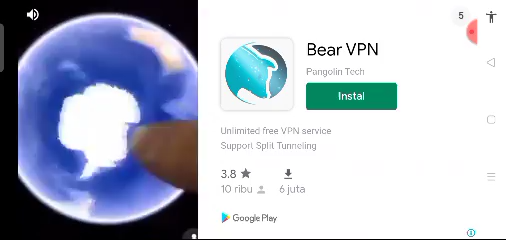 5
Bear VPN
Pangolin Tech
Instal
Unlimited free VPN service
Support Split Tunneling
3.8
10 ribu
6 juta
Google Play